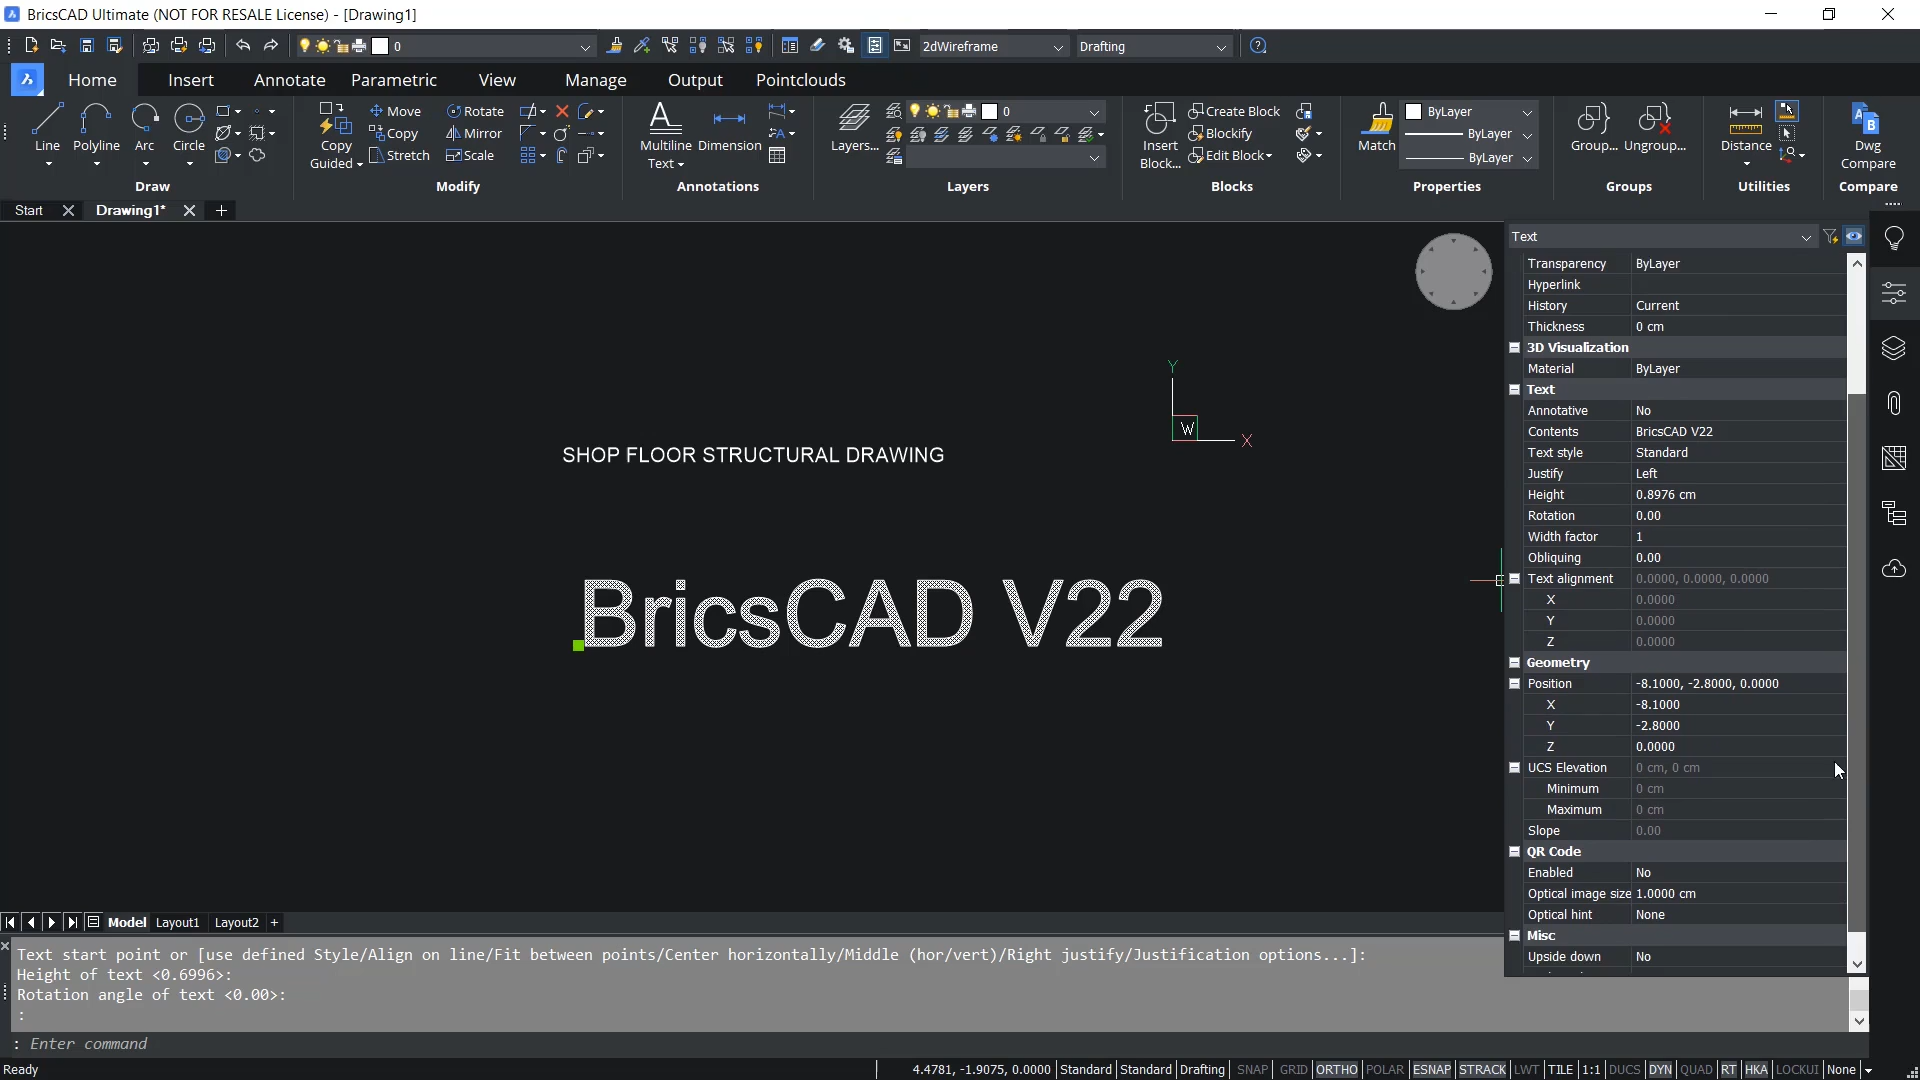 BricsCAD Ultimate (NOT FOR RESALE License) - [Drawing1]
0
2dWireframe
Drafting
Home Insert Annotate Parametric View Manage Output Pointclouds
Line
Polyline
Arc
Circle
Draw
Copy
Guided
Move
Copy
Stretch
Rotate
Mirror
Scale
Modify
Multiline
Text
Dimension
Annotations
Layers...
0
Layers
Insert
Block...
Create Block
Blockify
Edit Block
Blocks
Match
ByLayer
ByLayer
ByLayer
Properties
Group...
Ungroup...
Groups
Distance
Utilities
Dwg
Compare
Compare
Start
Drawing1*
Y
W
X
SHOP FLOOR STRUCTURAL DRAWING
BricsCAD V22
Text
Transparency ByLayer
Hyperlink
History Current
Thickness 0 cm
3D Visualization
Material ByLayer
Text
Annotative No
Contents BricsCAD V22
Text style Standard
Justify Left
Height 0.8976 cm
Rotation 0.00
Width factor 1
Obliquing 0.00
Text alignment 0.0000, 0.0000, 0.0000
X 0.0000
Y 0.0000
Z 0.0000
Geometry
Position -8.1000, -2.8000, 0.0000
X -8.1000
Y -2.8000
Z 0.0000
UCS Elevation 0 cm, 0 cm
Minimum 0 cm
Maximum 0 cm
Slope 0.00
QR Code
Enabled No
Optical image size 1.0000 cm
Optical hint None
Misc
Upside down No
Model Layout1 Layout2 +
Text start point or [use defined Style/Align on line/Fit between points/Center horizontally/Middle (hor/vert)/Right justify/Justification options...]:
Height of text <0.6996>:
Rotation angle of text <0.00>:
:
: Enter command
Ready
4.4781, -1.9075, 0.0000 Standard Standard Drafting SNAP GRID ORTHO POLAR ESNAP STRACK LWT TILE 1:1 DUCS DYN QUAD RT HKA LOCKUI None